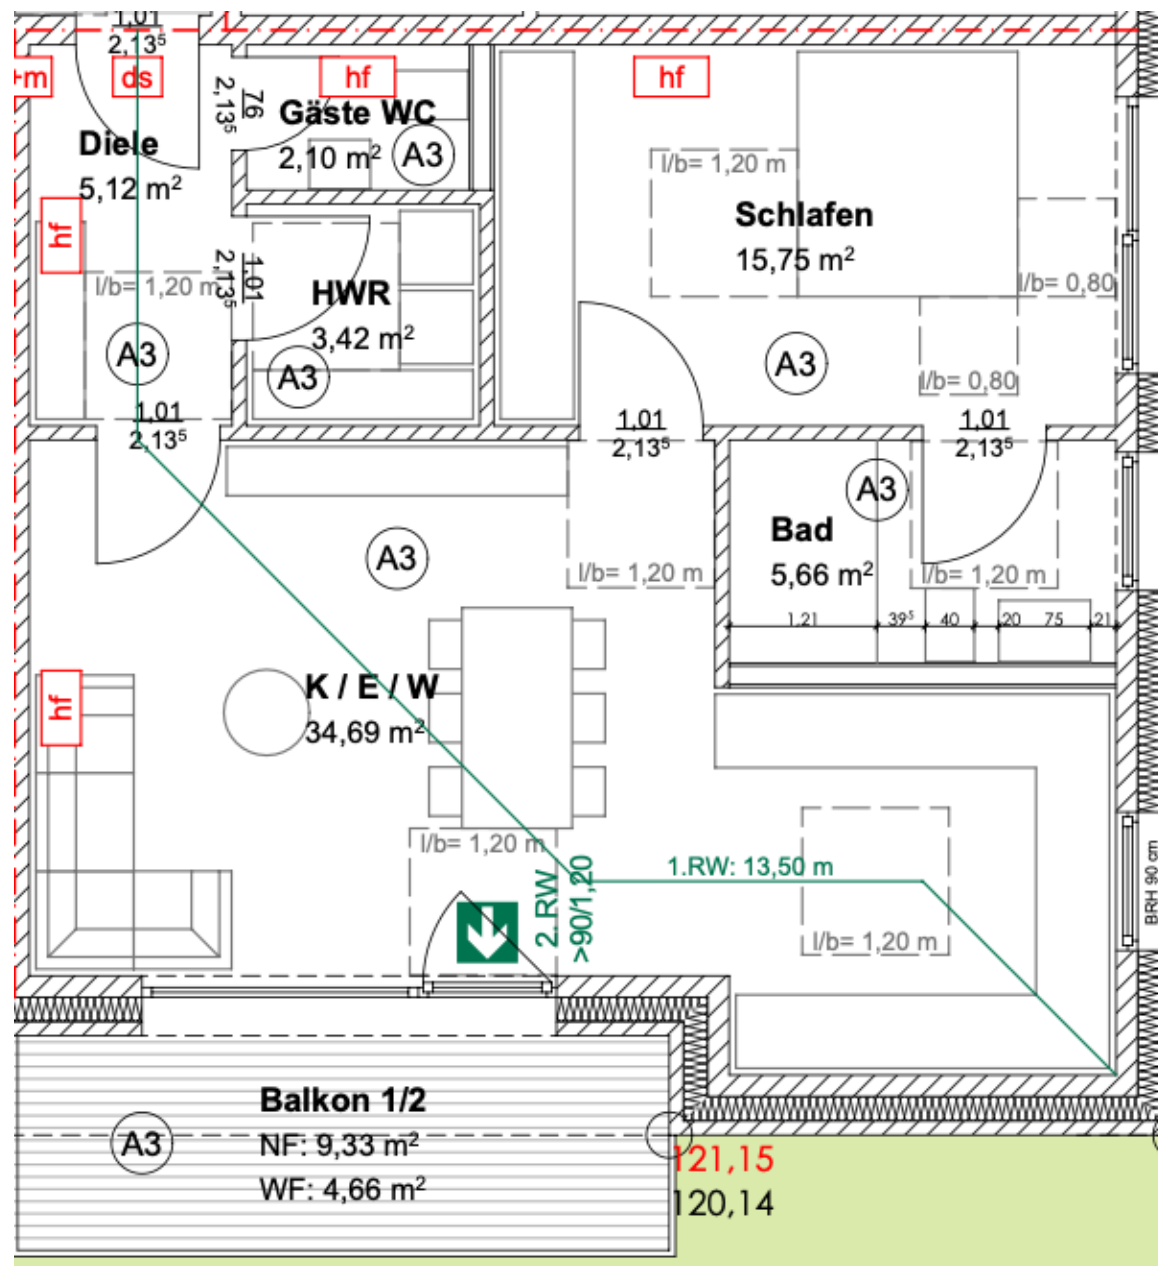 1,01
2,13⁵
+m
ds
hf
hf
76
2,13⁵
Gäste WC
2,10 m²
A3
Diele
5,12 m²
l/b= 1,20 m
Schlafen
15,75 m²
hf
l/b= 1,20 m
1,01
2,13⁵
HWR
3,42 m²
l/b= 0,80
A3
A3
A3
l/b= 0,80
1,01
2,13⁵
1,01
2,13⁵
1,01
2,13⁵
A3
A3
Bad
5,66 m²
l/b= 1,20 m
l/b= 1,20 m
1,21
39⁵
40
20
75
21
hf
K / E / W
34,69 m²
l/b= 1,20 m
2. RW
>90/1,20
1.RW: 13,50 m
l/b= 1,20 m
BRH 90 cm
Balkon 1/2
A3
NF: 9,33 m²
WF: 4,66 m²
121,15
120,14